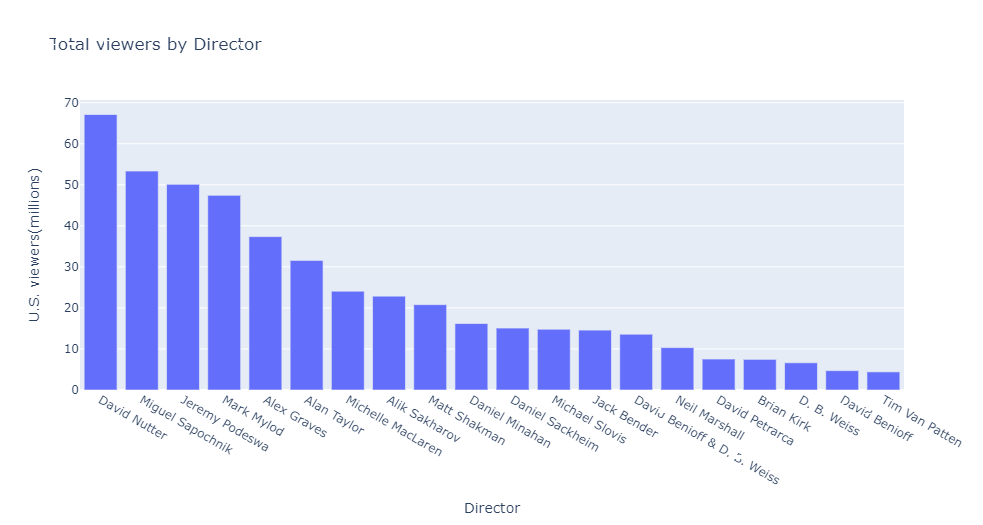 Total viewers by Director
U.S. viewers(millions)
70
60
50
40
30
20
10
0
David Nutter
Miguel Sapochnik
Jeremy Podeswa
Mark Mylod
Alex Graves
Alan Taylor
Michelle MacLaren
Alik Sakharov
Matt Shakman
Daniel Minahan
Daniel Sackheim
Michael Slovis
Jack Bender
David Benioff & D. B. Weiss
Neil Marshall
David Petrarca
Brian Kirk
D. B. Weiss
David Benioff
Tim Van Patten
Director